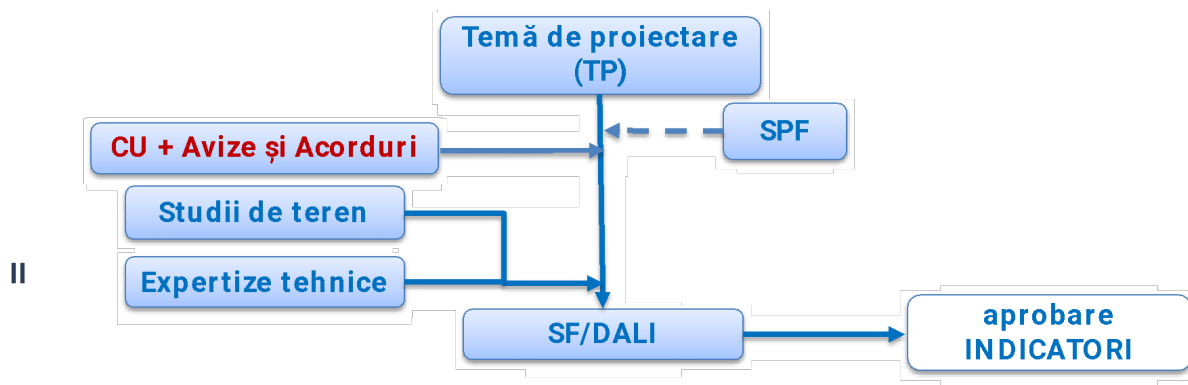 Temă de proiectare
(TP)
SPF
CU + Avize și Acorduri
Studii de teren
II
Expertize tehnice
SF/DALI
aprobare
INDICATORI